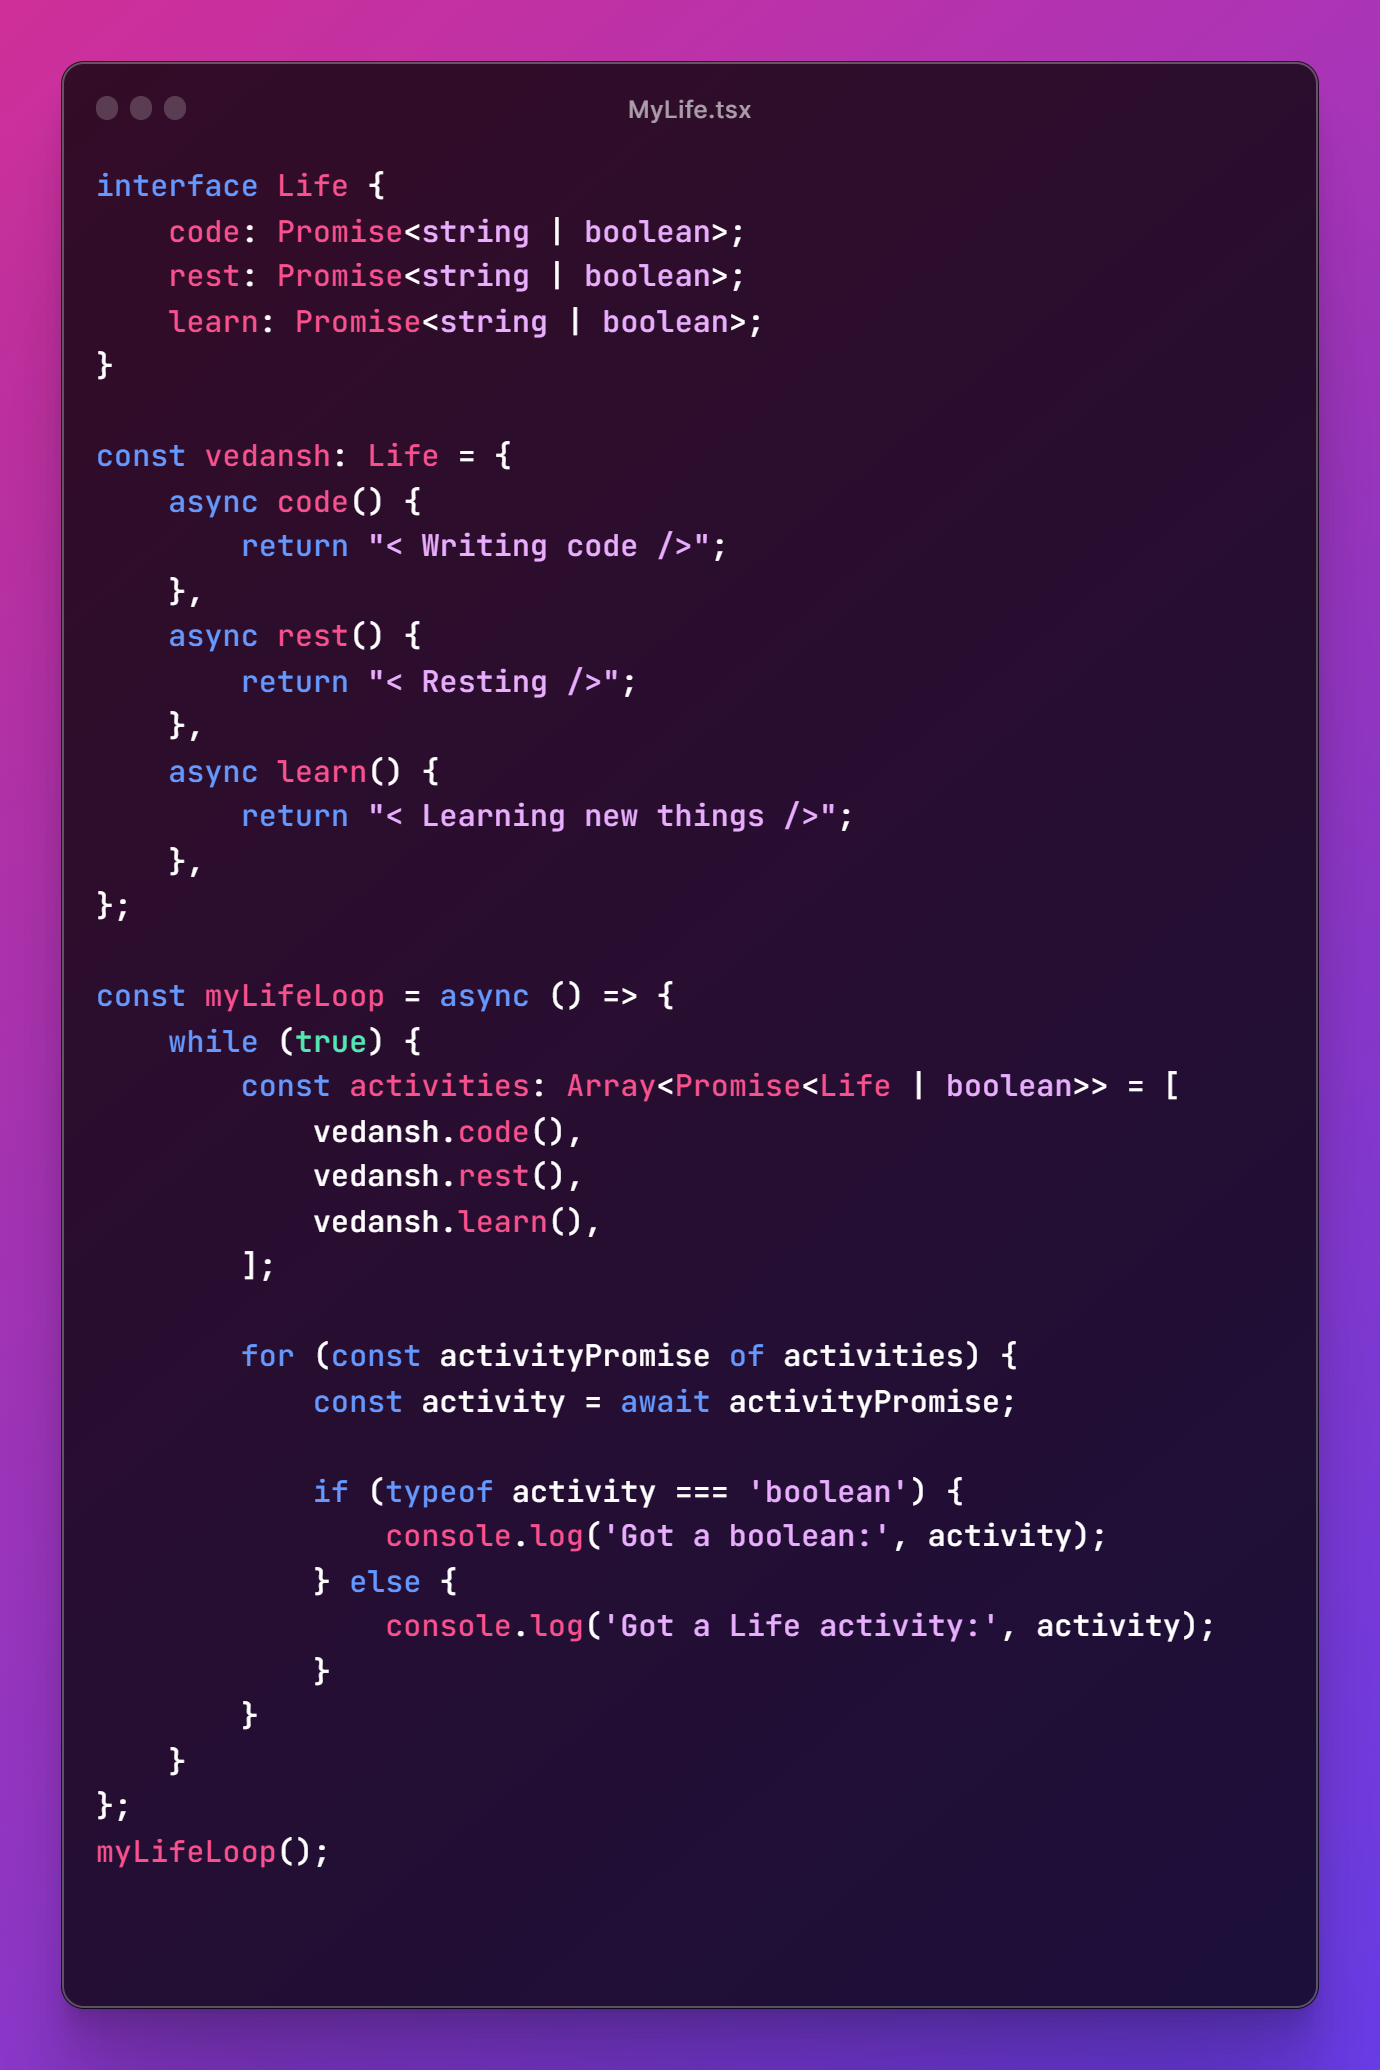 MyLife.tsx
interface Life {
    code: Promise<string | boolean>;
    rest: Promise<string | boolean>;
    learn: Promise<string | boolean>;
}

const vedansh: Life = {
    async code() {
        return "< Writing code />";
    },
    async rest() {
        return "< Resting />";
    },
    async learn() {
        return "< Learning new things />";
    },
};

const myLifeLoop = async () => {
    while (true) {
        const activities: Array<Promise<Life | boolean>> = [
            vedansh.code(),
            vedansh.rest(),
            vedansh.learn(),
        ];

        for (const activityPromise of activities) {
            const activity = await activityPromise;

            if (typeof activity === 'boolean') {
                console.log('Got a boolean:', activity);
            } else {
                console.log('Got a Life activity:', activity);
            }
        }
    }
};
myLifeLoop();